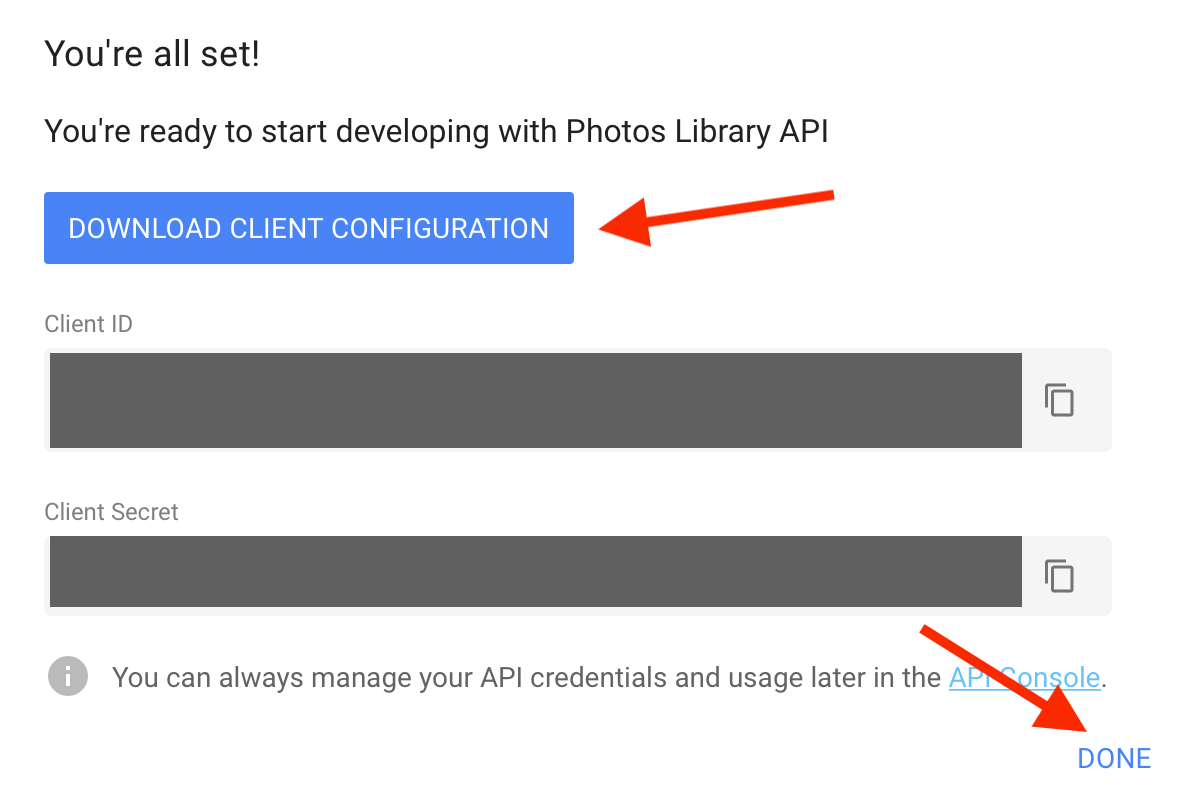 You're all set!
You're ready to start developing with Photos Library API
DOWNLOAD CLIENT CONFIGURATION
Client ID
Client Secret
You can always manage your API credentials and usage later in the API Console.
DONE